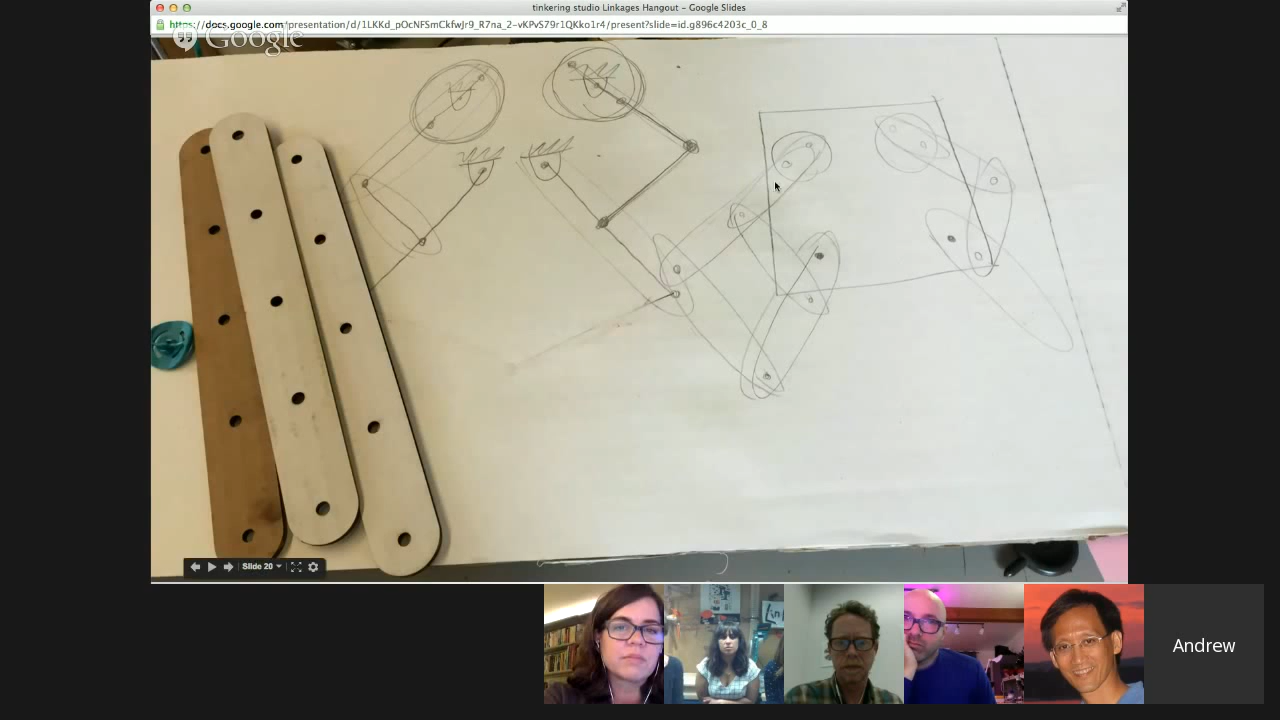 tinkering studio Linkages Hangout – Google Slides
https://docs.google.com/presentation/d/1LKKd_pOcNFSmCkfwJr9_R7na_2-vKPvS79r1QKko1r4/present?slide=id.g896c4203c_0_8
Google
Slide 20
Andrew